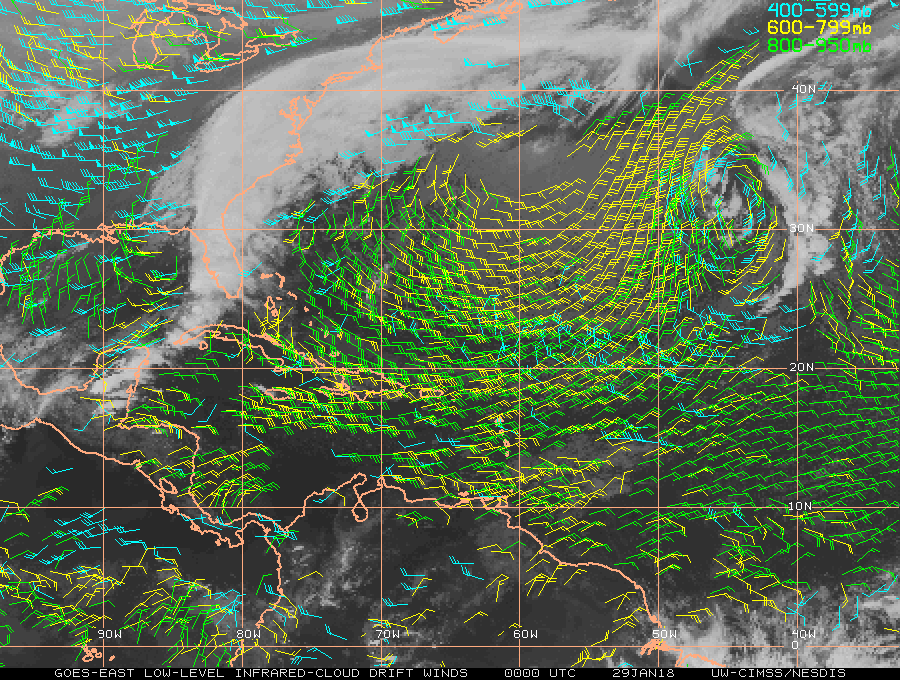 400-599mb
600-799mb
800-950mb
40N
30N
20N
10N
90W 80W 70W 60W 50W 40W
0
GOES-EAST LOW-LEVEL INFRARED-CLOUD DRIFT WINDS 0000 UTC 29JAN18 UW-CIMSS/NESDIS